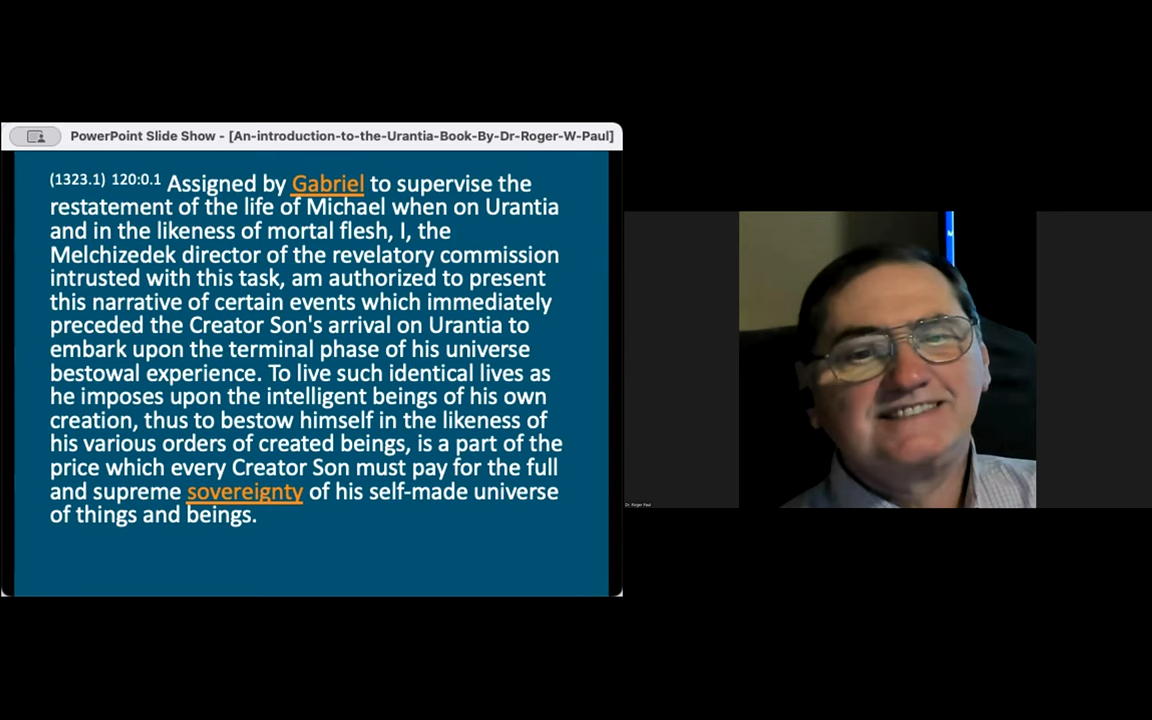 PowerPoint Slide Show - [An-introduction-to-the-Urantia-Book-By-Dr-Roger-W-Paul]
(1323.1) 120:0.1 Assigned by Gabriel to supervise the
restatement of the life of Michael when on Urantia
and in the likeness of mortal flesh, I, the
Melchizedek director of the revelatory commission
intrusted with this task, am authorized to present
this narrative of certain events which immediately
preceded the Creator Son's arrival on Urantia to
embark upon the terminal phase of his universe
bestowal experience. To live such identical lives as
he imposes upon the intelligent beings of his own
creation, thus to bestow himself in the likeness of
his various orders of created beings, is a part of the
price which every Creator Son must pay for the full
and supreme sovereignty of his self-made universe
of things and beings.
Dr. Roger Paul